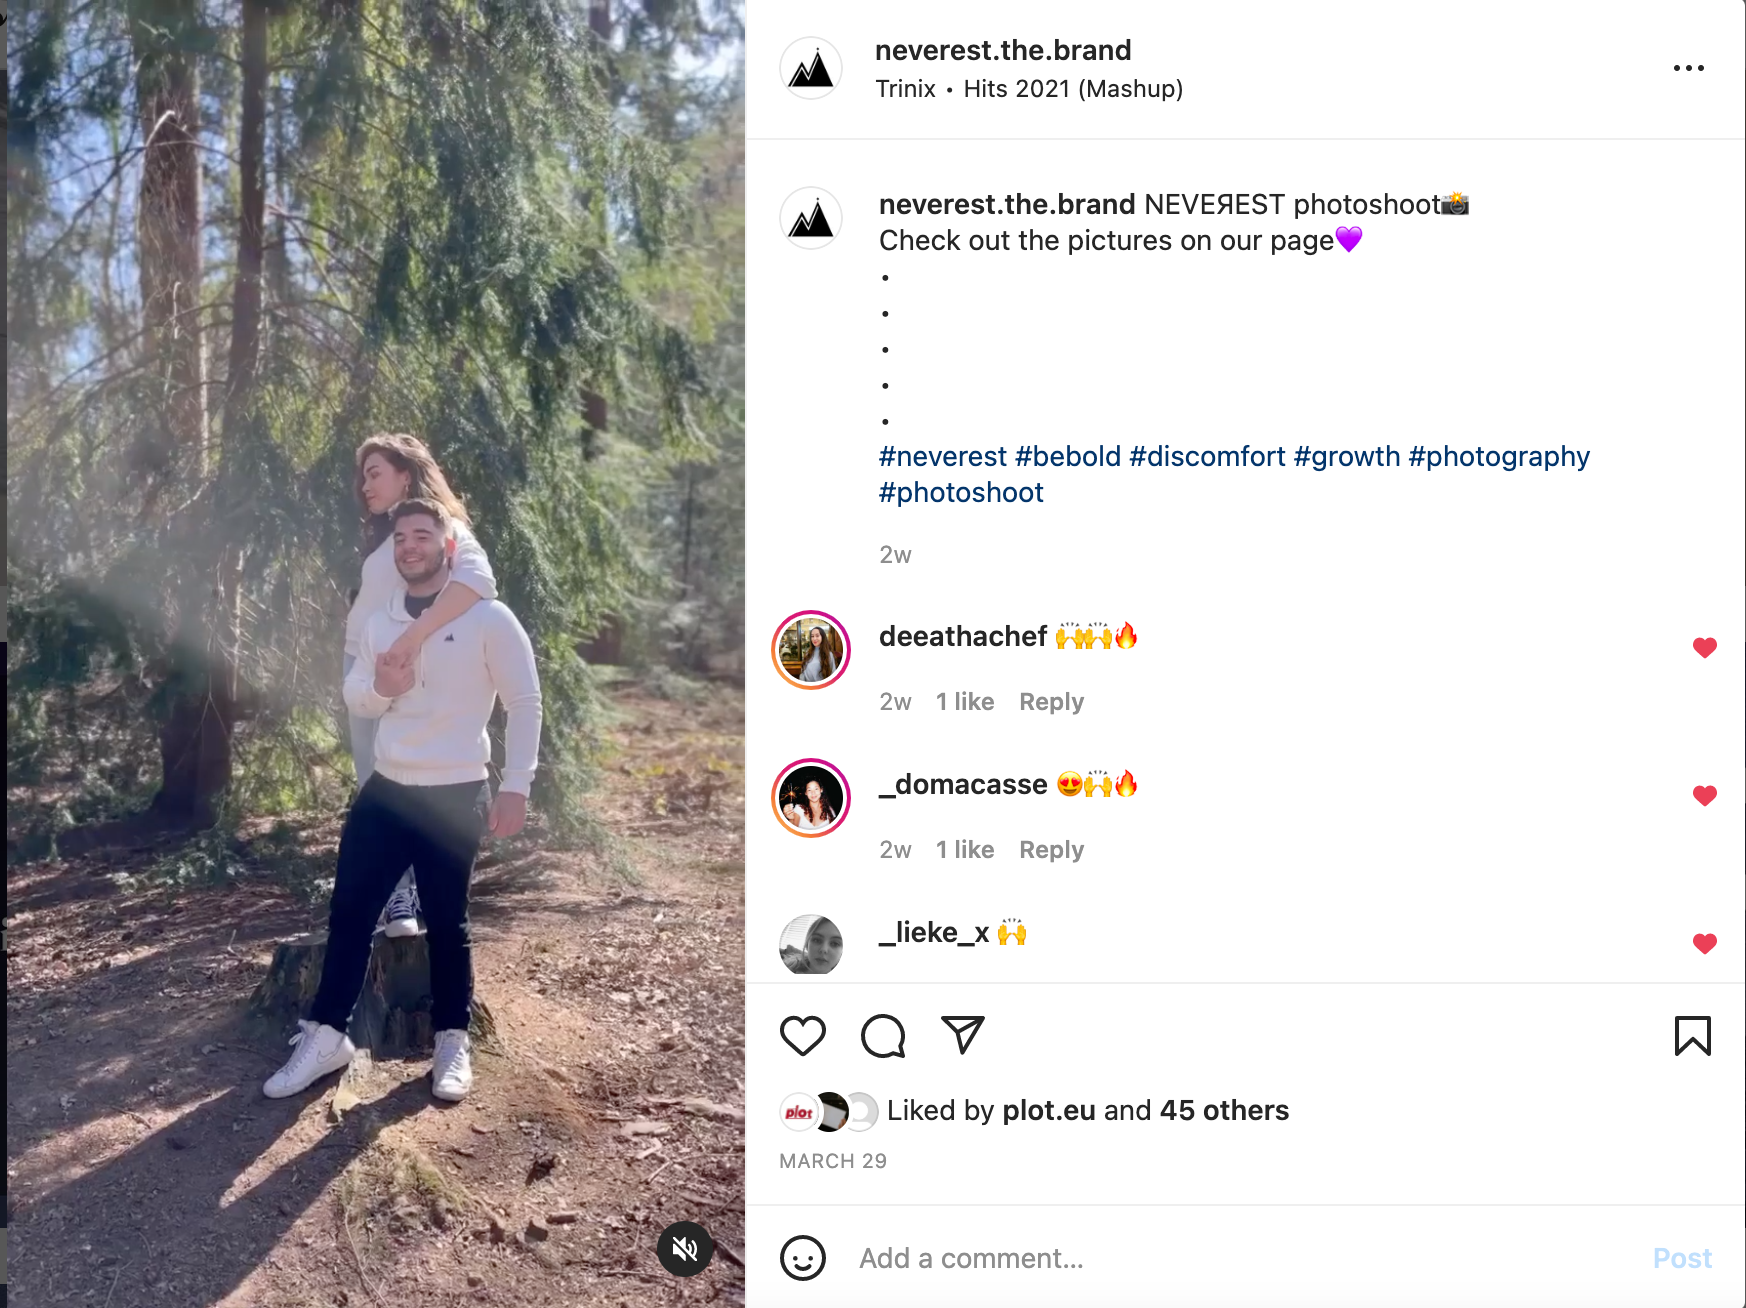 neverest.the.brand
Trinix • Hits 2021 (Mashup)
neverest.the.brand NEVEЯEST photoshoot📸
Check out the pictures on our page💜
•
•
•
•
•
#neverest #bebold #discomfort #growth #photography
#photoshoot
2w
deeathachef 🙌🙌🔥
2w 1 like Reply
_domacasse 😍🙌🔥
2w 1 like Reply
_lieke_x 🙌
plot Liked by plot.eu and 45 others
MARCH 29
Add a comment... Post